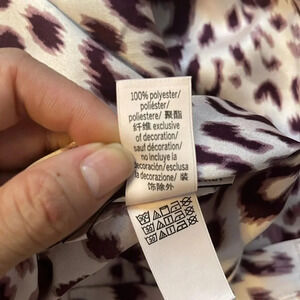 100% polyester/
poliéster/
poliestere/ 聚酯
纤维 exclusive
of decoration/
sauf décoration/
no incluye la
decoración/esclusa
la decorazione/ 装
饰除外